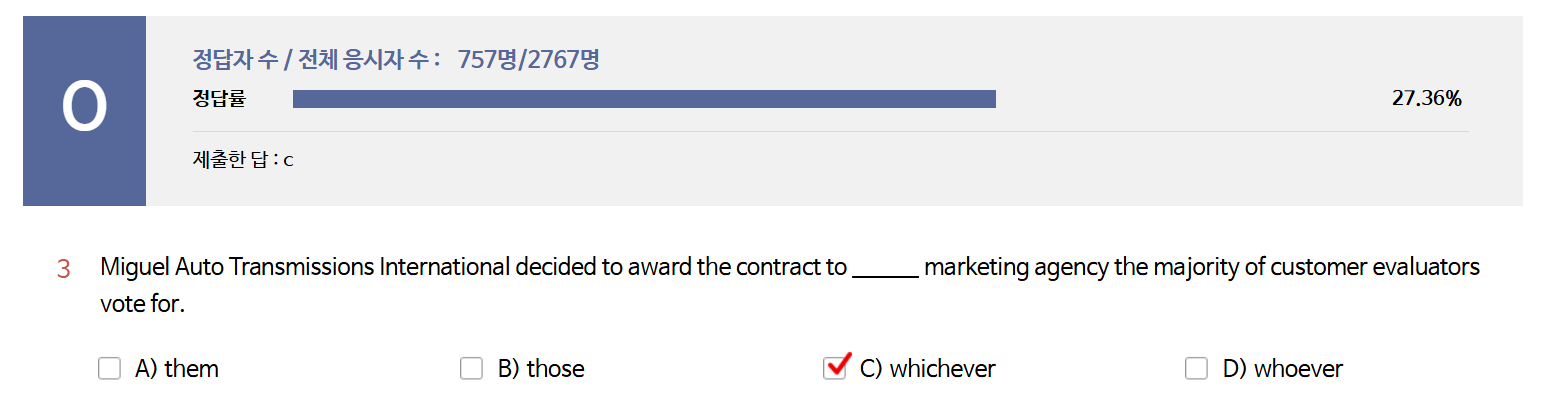 O
정답자 수 / 전체 응시자 수 : 757명/2767명
정답률 27.36%
제출한 답 : c
3 Miguel Auto Transmissions International decided to award the contract to ______ marketing agency the majority of customer evaluators
vote for.
A) them B) those C) whichever D) whoever